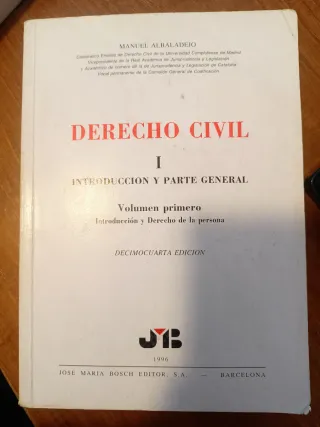 MANUEL ALBALADEJO
Catedrático Emérito de Derecho Civil de la Universidad Complutense de Madrid
Vicepresidente de la Real Academia de Jurisprudencia y Legislación
y Académico de Honor de la de Jurisprudencia y Legislación de Cataluña
Vocal permanente de la Comisión General de Codificación
DERECHO CIVIL
I
INTRODUCCION Y PARTE GENERAL
Volumen primero
Introducción y Derecho de la persona
DECIMOCUARTA EDICION
JMB
1996
JOSE MARIA BOSCH EDITOR, S.A. — BARCELONA